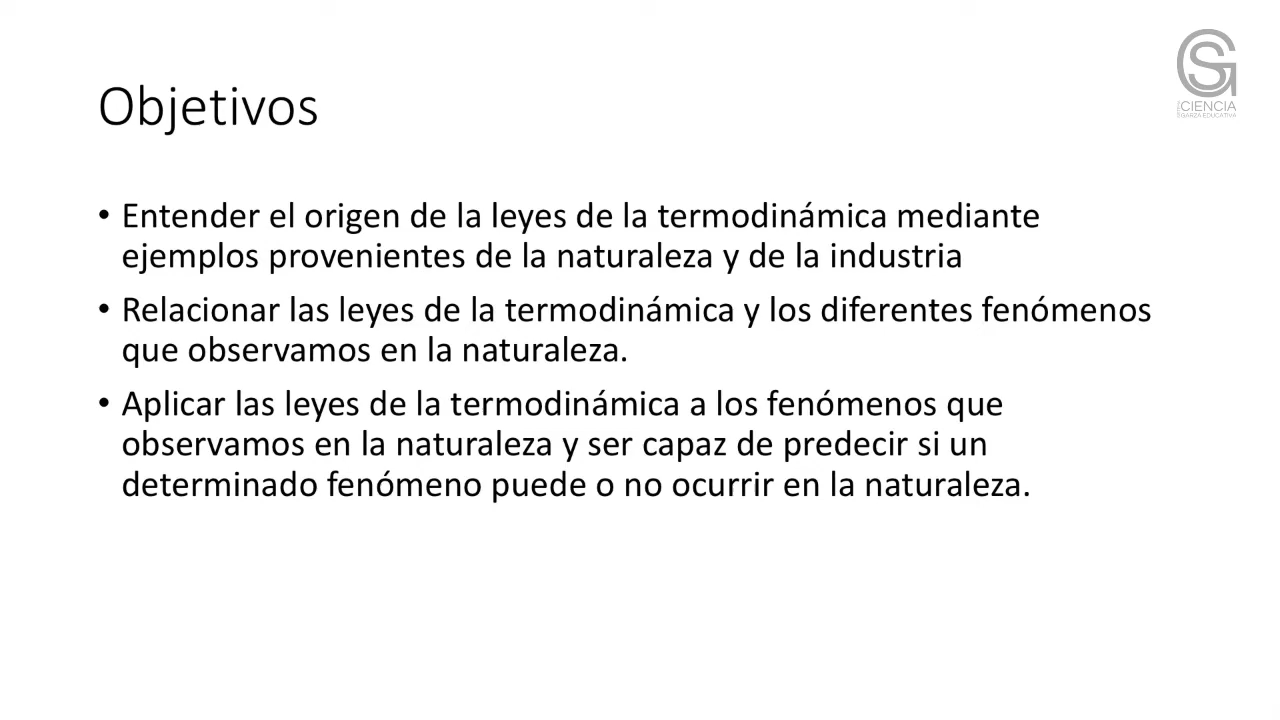 Objetivos
• Entender el origen de la leyes de la termodinámica mediante
ejemplos provenientes de la naturaleza y de la industria
• Relacionar las leyes de la termodinámica y los diferentes fenómenos
que observamos en la naturaleza.
• Aplicar las leyes de la termodinámica a los fenómenos que
observamos en la naturaleza y ser capaz de predecir si un
determinado fenómeno puede o no ocurrir en la naturaleza.
CIENCIA
GARZA EDUCATIVA